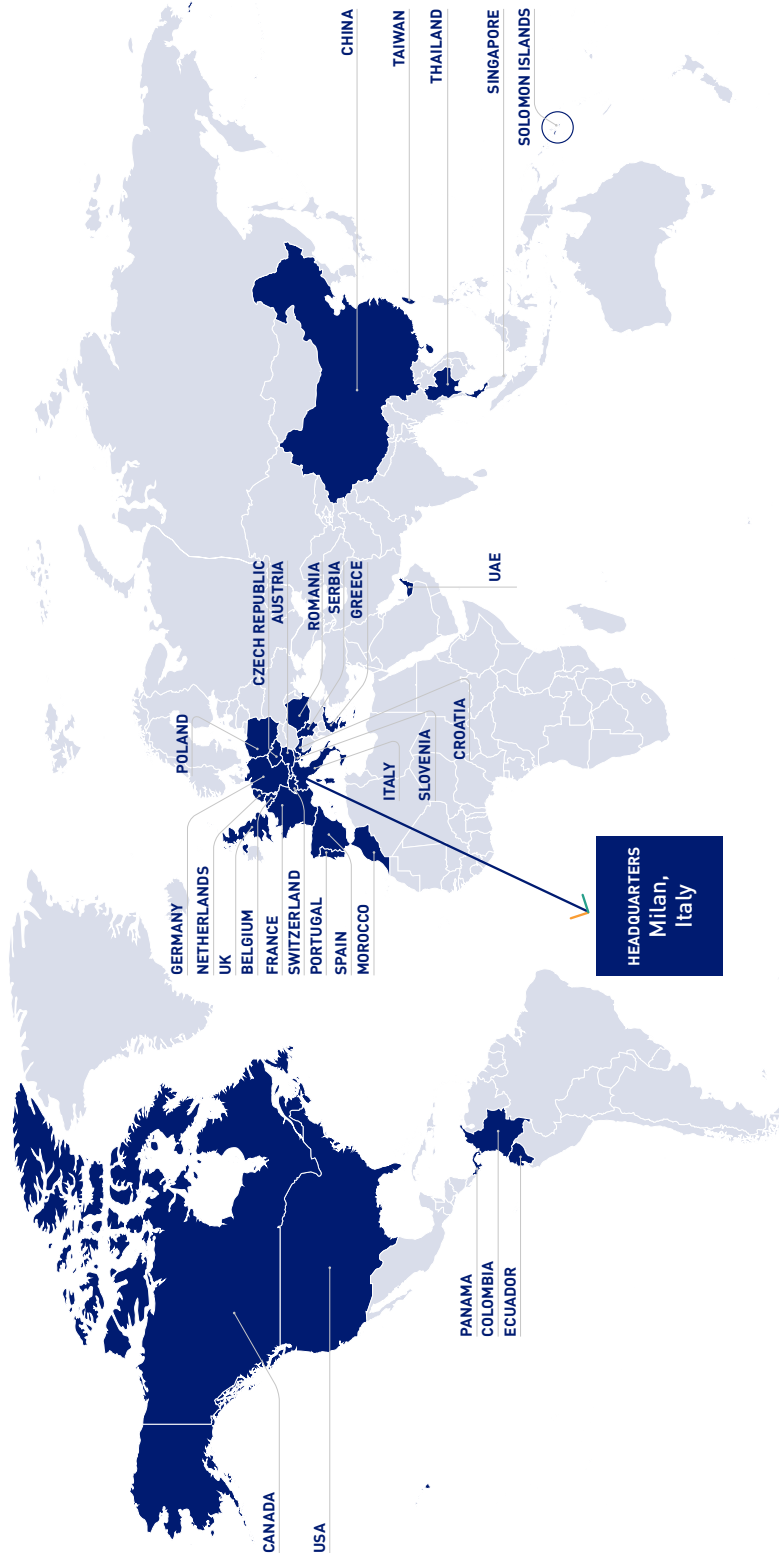 CANADA
USA
PANAMA
COLOMBIA
ECUADOR
GERMANY
NETHERLANDS
UK
BELGIUM
FRANCE
SWITZERLAND
PORTUGAL
SPAIN
MOROCCO
HEADQUARTERS
Milan,
Italy
POLAND
ITALY
SLOVENIA
CROATIA
CZECH REPUBLIC
AUSTRIA
ROMANIA
SERBIA
GREECE
UAE
CHINA
TAIWAN
THAILAND
SINGAPORE
SOLOMON ISLANDS